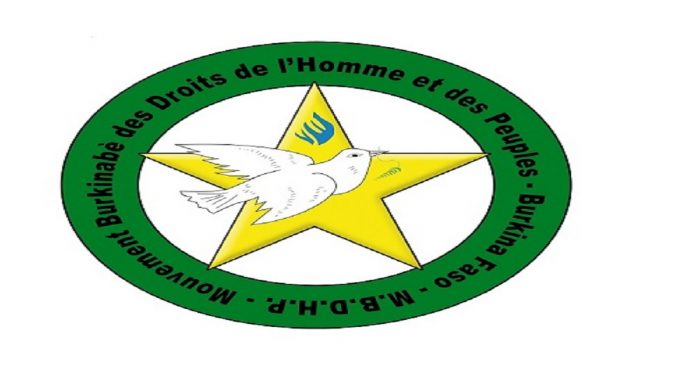 Mouvement Burkinabè des Droits de l'Homme et des Peuples - Burkina Faso - M.B.D.H.P. -